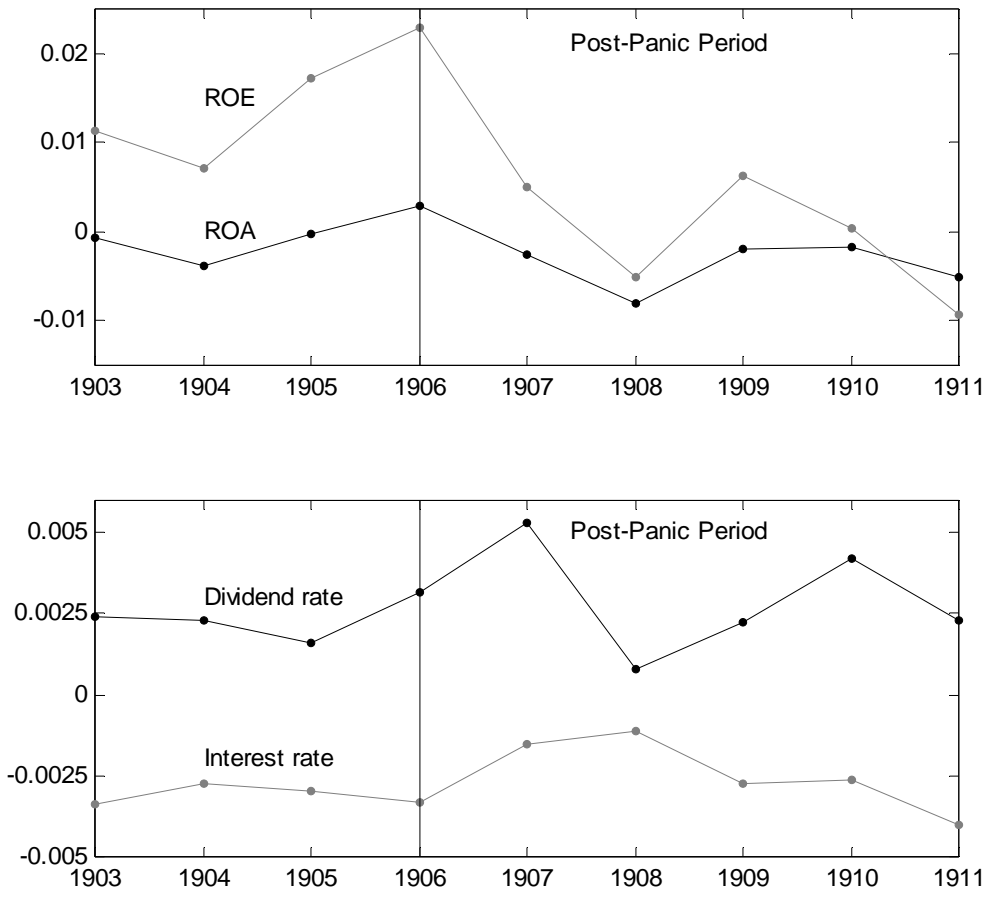 0.02
Post-Panic Period
ROE
0.01
ROA
0
-0.01
1903 1904 1905 1906 1907 1908 1909 1910 1911
0.005
Post-Panic Period
Dividend rate
0.0025
0
Interest rate
-0.0025
-0.005
1903 1904 1905 1906 1907 1908 1909 1910 1911